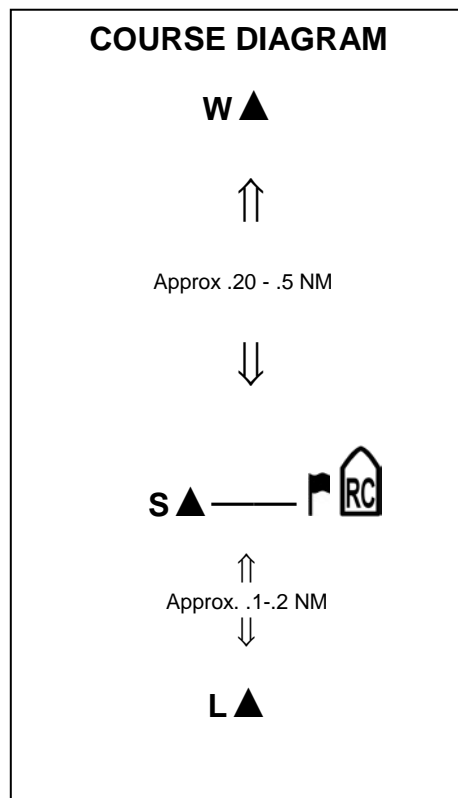 COURSE DIAGRAM
W
Approx .20 - .5 NM
S RC
Approx. .1-.2 NM
L